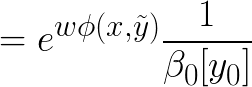 $= e^{w\phi(x,\tilde{y})} \frac{1}{\beta_0[y_0]}$